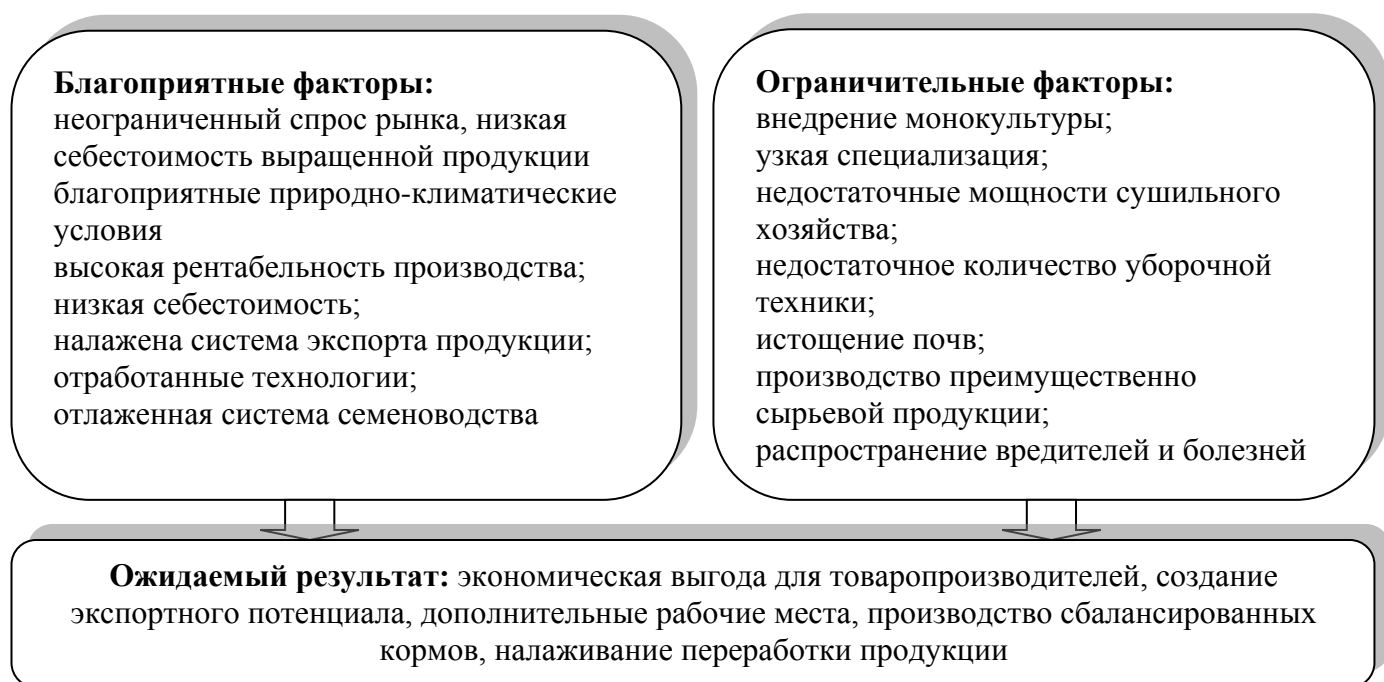 Благоприятные факторы:
неограниченный спрос рынка, низкая
себестоимость выращенной продукции
благоприятные природно-климатические
условия
высокая рентабельность производства;
низкая себестоимость;
налажена система экспорта продукции;
отработанные технологии;
отлаженная система семеноводства
Ограничительные факторы:
внедрение монокультуры;
узкая специализация;
недостаточные мощности сушильного
хозяйства;
недостаточное количество уборочной
техники;
истощение почв;
производство преимущественно
сырьевой продукции;
распространение вредителей и болезней
Ожидаемый результат: экономическая выгода для товаропроизводителей, создание
экспортного потенциала, дополнительные рабочие места, производство сбалансированных
кормов, налаживание переработки продукции